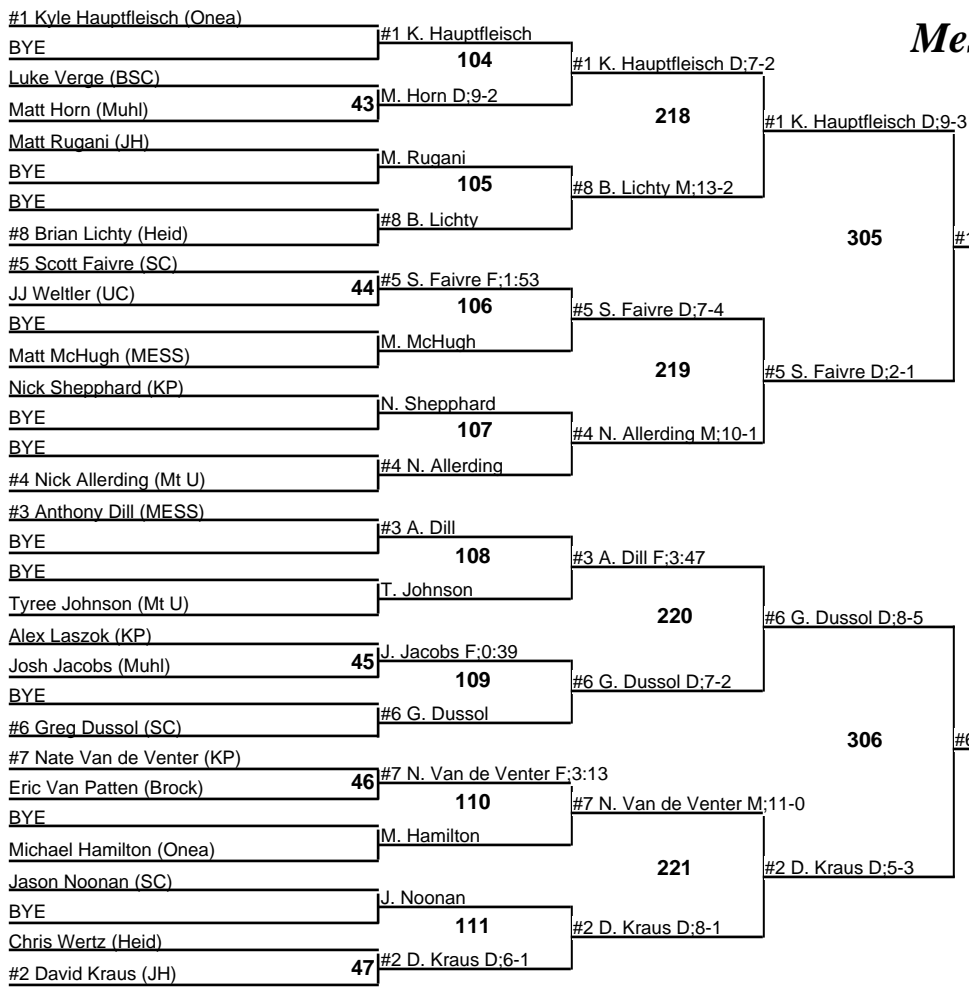 #1 Kyle Hauptfleisch (Onea)
BYE
Luke Verge (BSC)
Matt Horn (Muhl)
Matt Rugani (JH)
BYE
BYE
#8 Brian Lichty (Heid)
#5 Scott Faivre (SC)
JJ Weltler (UC)
BYE
Matt McHugh (MESS)
Nick Shepphard (KP)
BYE
BYE
#4 Nick Allerding (Mt U)
#3 Anthony Dill (MESS)
BYE
BYE
Tyree Johnson (Mt U)
Alex Laszok (KP)
Josh Jacobs (Muhl)
BYE
#6 Greg Dussol (SC)
#7 Nate Van de Venter (KP)
Eric Van Patten (Brock)
BYE
Michael Hamilton (Onea)
Jason Noonan (SC)
BYE
Chris Wertz (Heid)
#2 David Kraus (JH)
43
44
45
46
47
#1 K. Hauptfleisch
104
M. Horn D;9-2
M. Rugani
105
#8 B. Lichty
#5 S. Faivre F;1:53
106
M. McHugh
N. Shepphard
107
#4 N. Allerding
#3 A. Dill
108
T. Johnson
J. Jacobs F;0:39
109
#6 G. Dussol
#7 N. Van de Venter F;3:13
110
M. Hamilton
J. Noonan
111
#2 D. Kraus D;6-1
#1 K. Hauptfleisch D;7-2
218
#8 B. Lichty M;13-2
#5 S. Faivre D;7-4
219
#4 N. Allerding M;10-1
#3 A. Dill F;3:47
220
#6 G. Dussol D;7-2
#7 N. Van de Venter M;11-0
221
#2 D. Kraus D;8-1
#1 K. Hauptfleisch D;9-3
305
#5 S. Faivre D;2-1
#6 G. Dussol D;8-5
306
#2 D. Kraus D;5-3